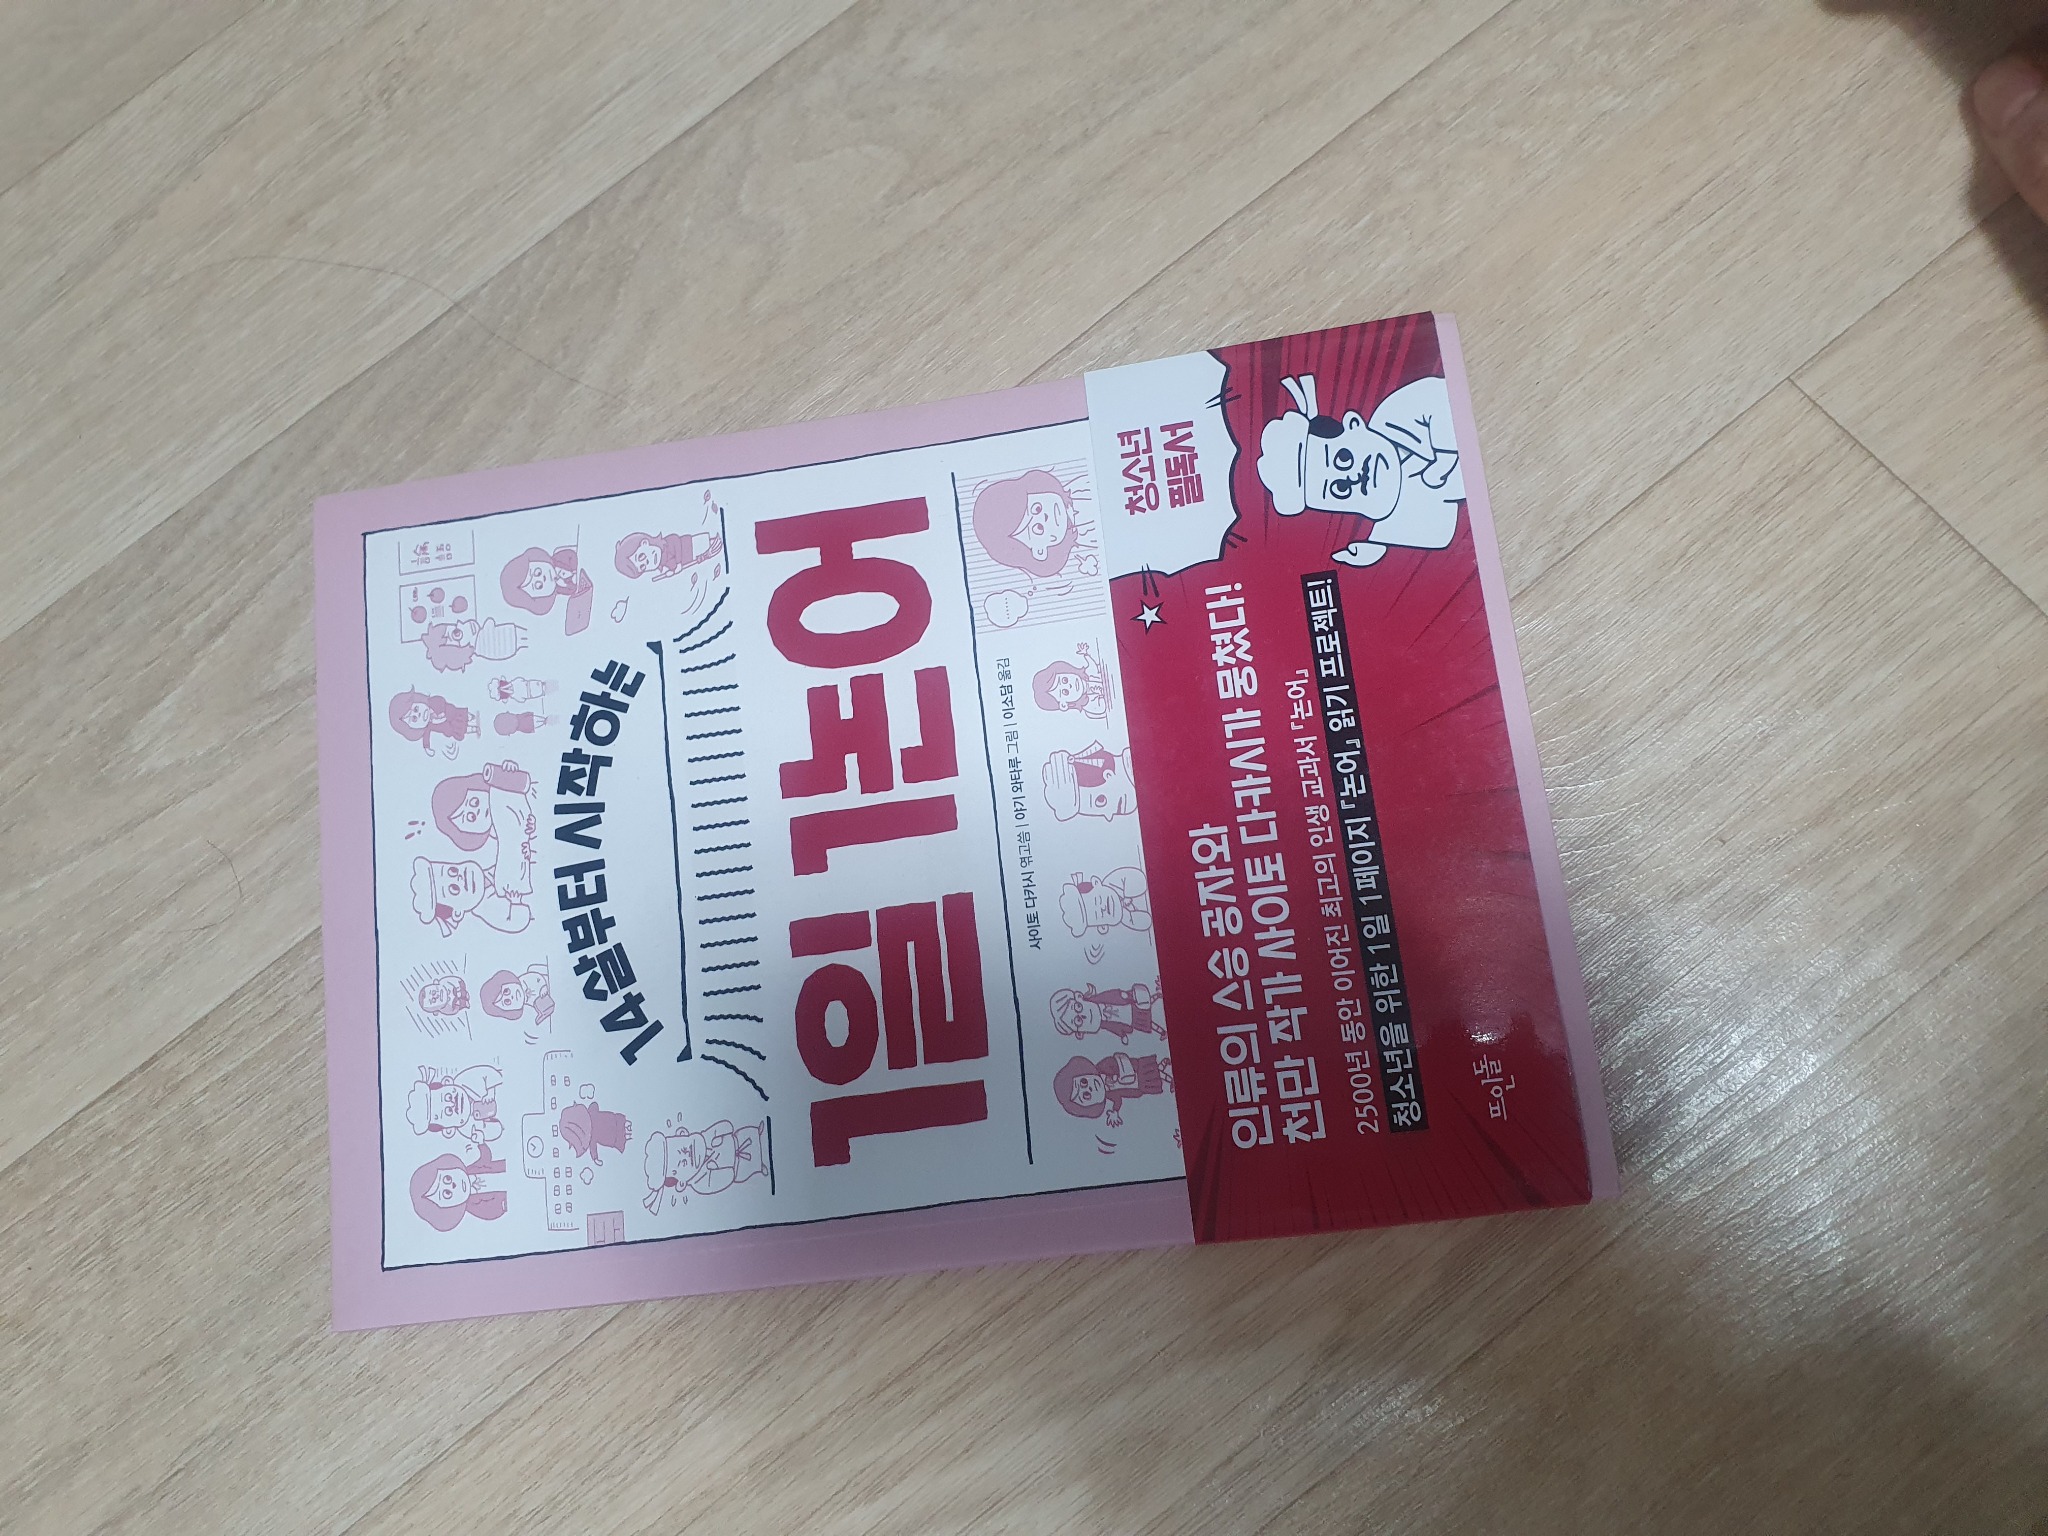 論語
14살부터 시작하는
1일 1논어
사이토 다카시 엮고씀 | 야기 와타루 그림 | 이소담 옮김
청소년
필독서
인류의 스승 공자와
천만 작가 사이토 다카시가 뭉쳤다!
2500년 동안 이어진 최고의 인생 교과서 『논어』
청소년을 위한 1일 1페이지 『논어』 읽기 프로젝트!
뜨인돌